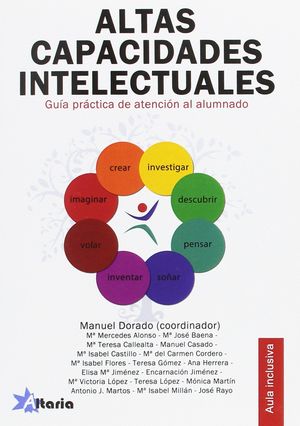 ALTAS
CAPACIDADES
INTELECTUALES
Guía práctica de atención al alumnado
crear
investigar
imaginar
descubrir
volar
pensar
inventar
soñar
Manuel Dorado (coordinador)
Mª Mercedes Alonso - Mª José Baena -
Mª Teresa Callealta - Manuel Casado -
Mª Isabel Castillo - Mª del Carmen Cordero -
Mª Isabel Flores - Teresa Gómez - Ana Herrera -
Elisa Mª Jiménez - Encarnación Jiménez -
Mª Victoria López - Teresa López - Mónica Martín
Antonio J. Martos - Mª Isabel Millán - José Rayo
Altaria
Aula inclusiva